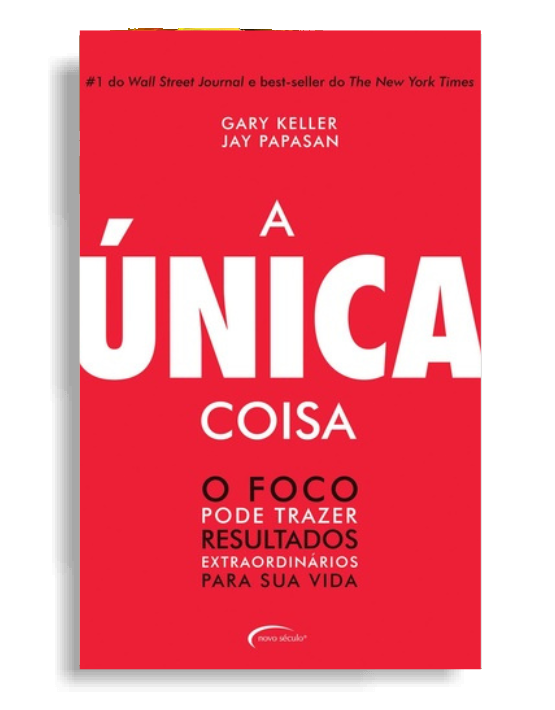 #1 do Wall Street Journal e best-seller do The New York Times
GARY KELLER
JAY PAPASAN
A
ÚNICA
COISA
O FOCO
PODE TRAZER
RESULTADOS
EXTRAORDINÁRIOS
PARA SUA VIDA
novo século®